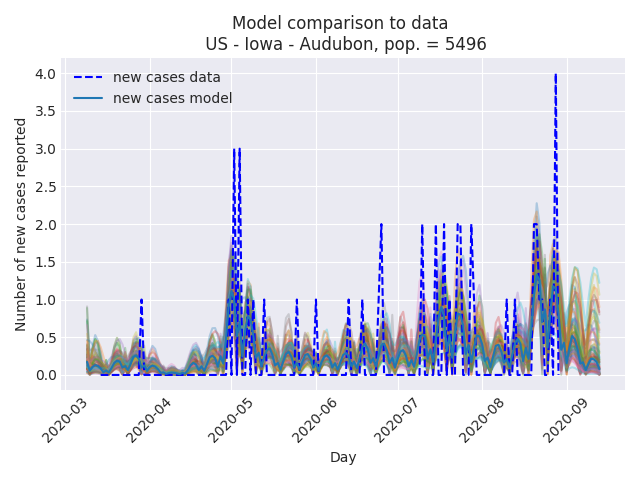 Model comparison to data
US - Iowa - Audubon, pop. = 5496
new cases data
new cases model
Number of new cases reported
4.0
3.5
3.0
2.5
2.0
1.5
1.0
0.5
0.0
2020-03
2020-04
2020-05
2020-06
2020-07
2020-08
2020-09
Day